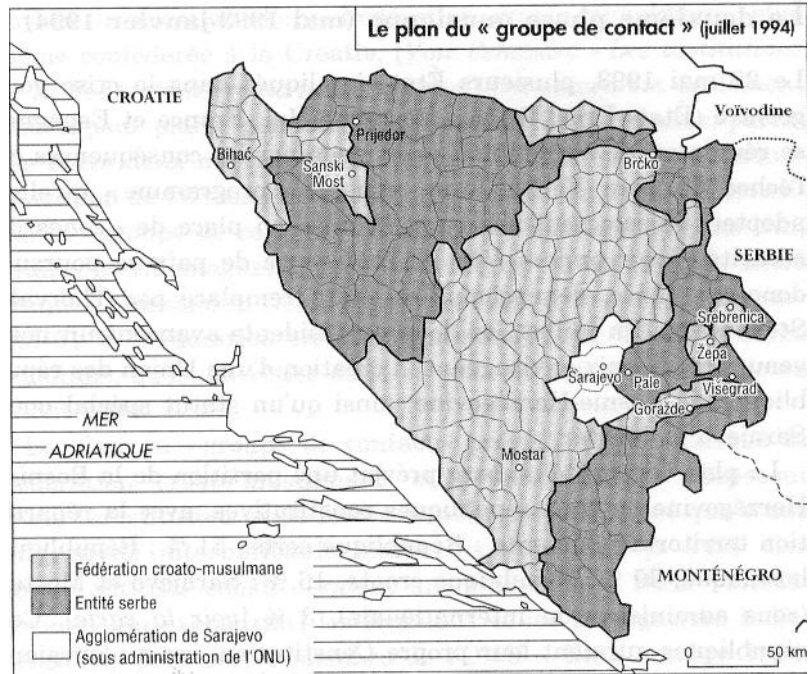 Le plan du « groupe de contact » (juillet 1994)
CROATIE
Voïvodine
Prijedor
Bihać
Sanski
Most
Brčko
SERBIE
Srebrenica
Žepa
Sarajevo
Pale
Višegrad
Goražde
MER
ADRIATIQUE
Mostar
Fédération croato-musulmane
Entité serbe
MONTÉNÉGRO
Agglomération de Sarajevo
(sous administration de l'ONU)
0 50 km